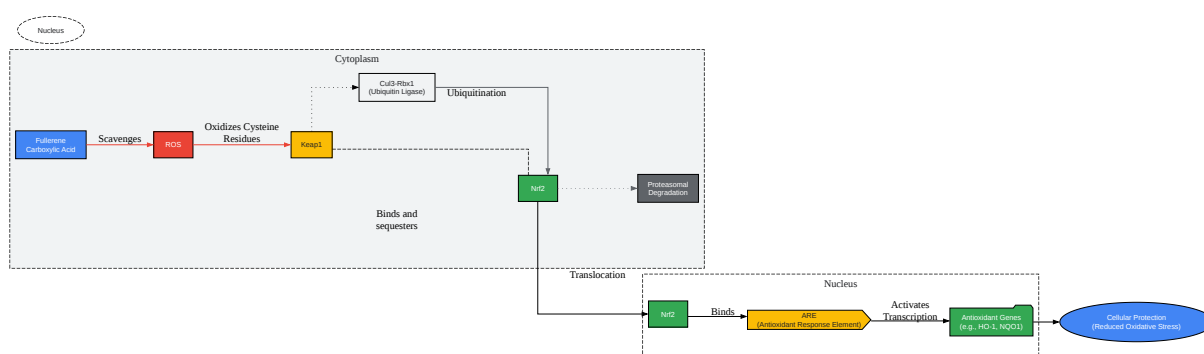 Nucleus
Cytoplasm
Cul3-Rbx1
(Ubiquitin Ligase)
Ubiquitination
Fullerene
Carboxylic Acid
Scavenges
ROS
Oxidizes Cysteine
Residues
Keap1
Nrf2
Proteasomal
Degradation
Binds and
sequesters
Translocation
Nucleus
Nrf2
Binds
ARE
(Antioxidant Response Element)
Activates
Transcription
Antioxidant Genes
(e.g., HO-1, NQO1)
Cellular Protection
(Reduced Oxidative Stress)